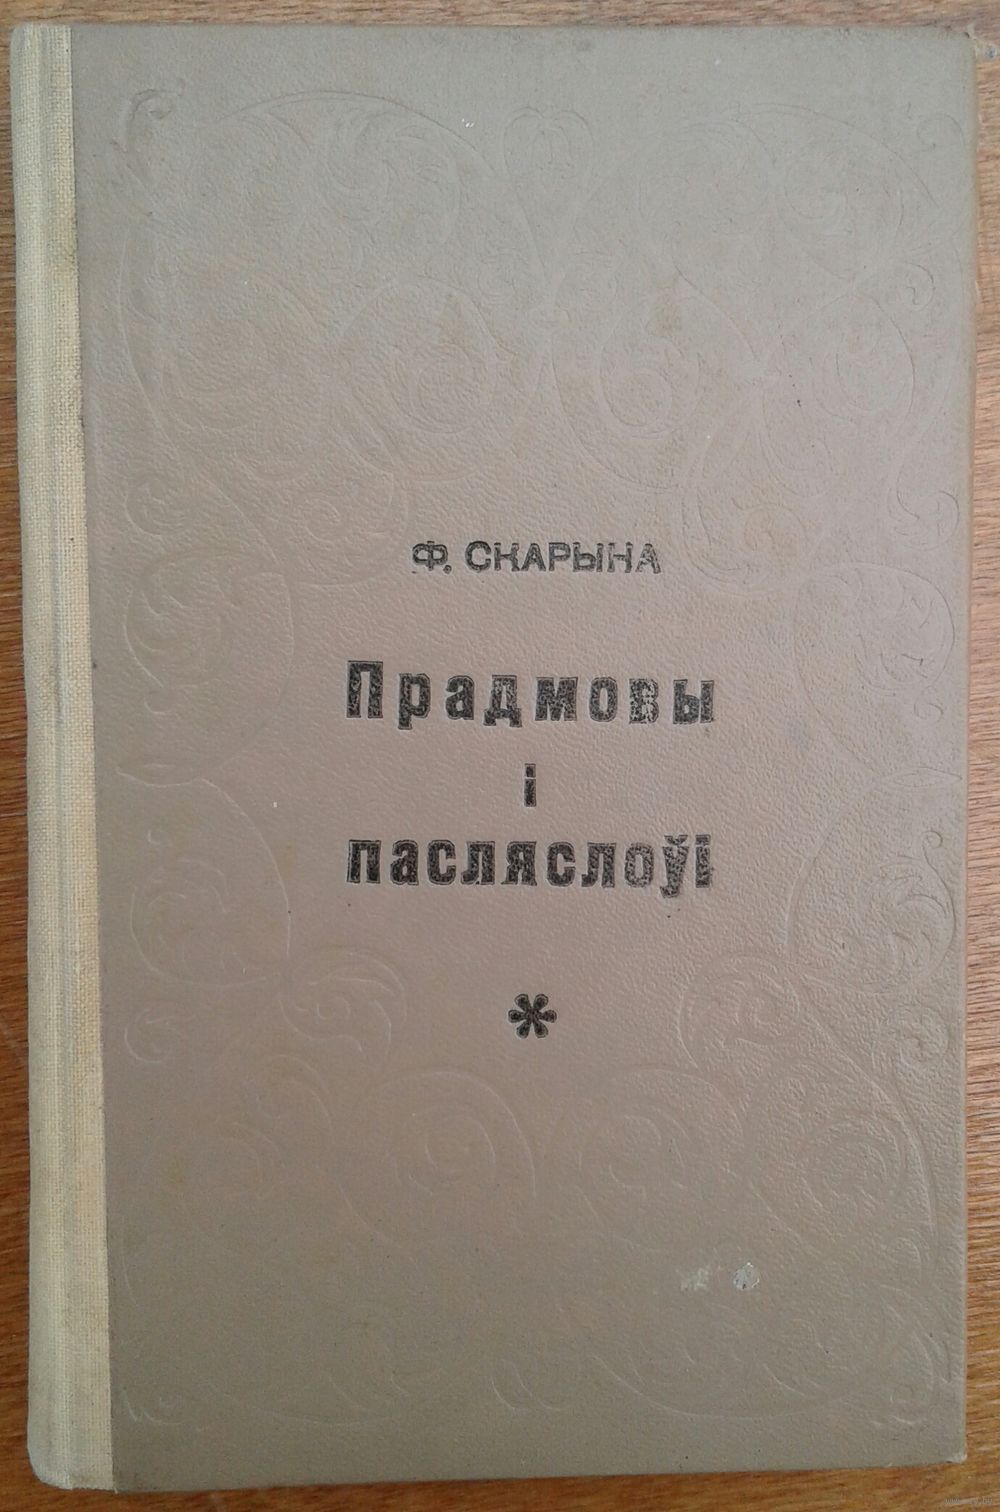 Ф. СКАРЫНА
Прадмовы
і
пасляслоўі
*